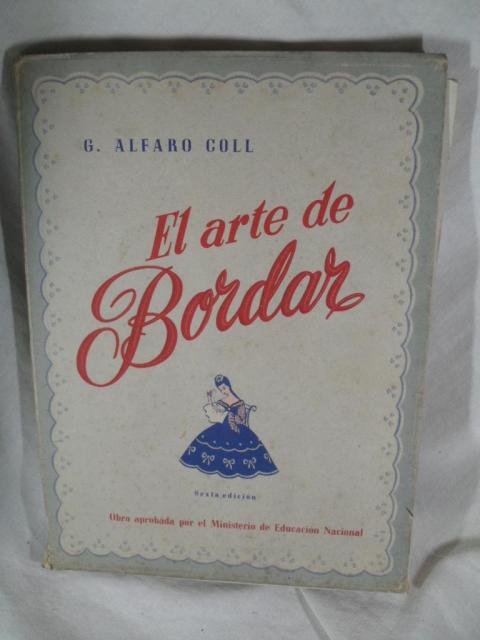 G. ALFARO COLL
El arte de
Bordar
Sexta edición
Obra aprobada por el Ministerio de Educación Nacional